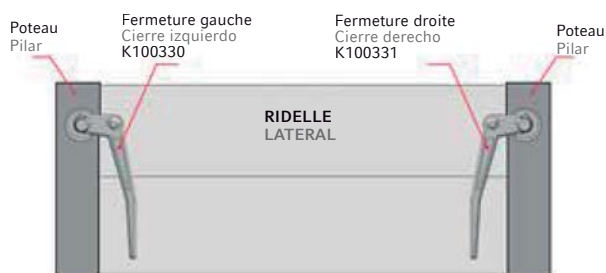 Poteau
Pilar
Fermeture gauche
Cierre izquierdo
K100330
Fermeture droite
Cierre derecho
K100331
Poteau
Pilar
RIDELLE
LATERAL